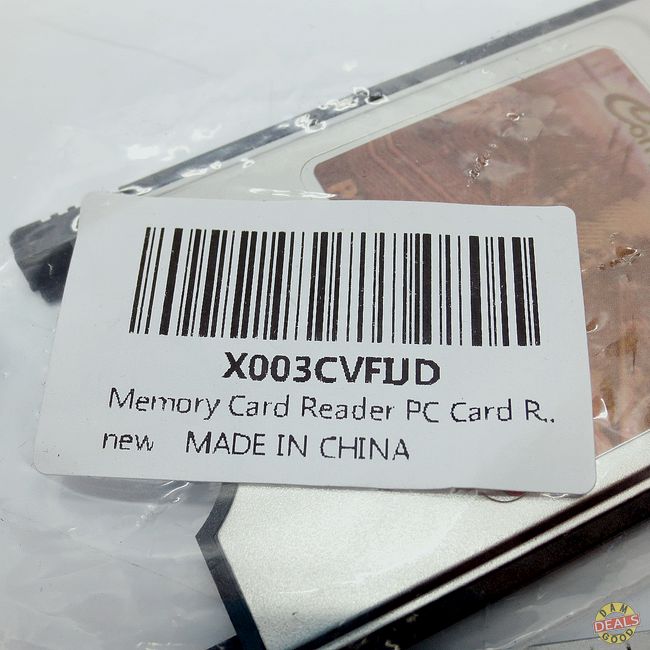 X003CVFIJD
Memory Card Reader PC Card R..
new MADE IN CHINA
DAM
DEALS
GOOD